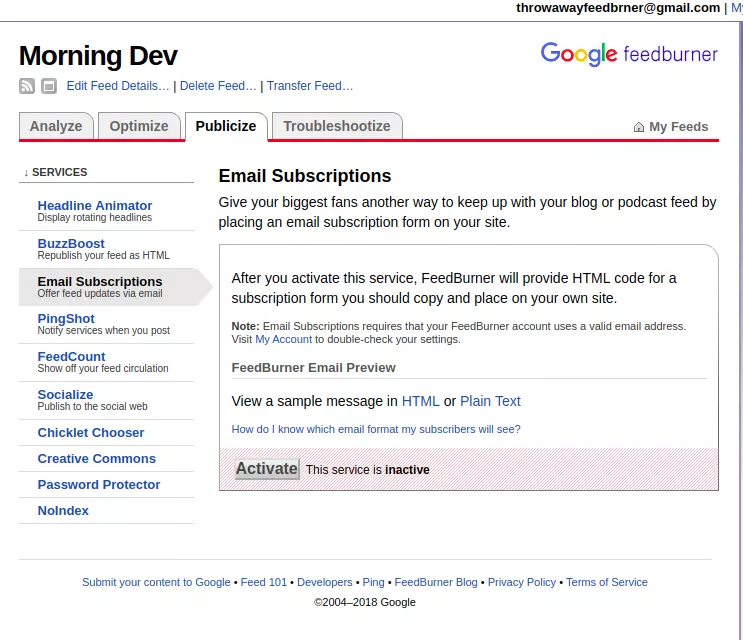 throwawayfeedbrner@gmail.com | My
Morning Dev
Google feedburner
Edit Feed Details… | Delete Feed… | Transfer Feed…
Analyze Optimize Publicize Troubleshootize My Feeds
↓ SERVICES
Headline Animator
Display rotating headlines
BuzzBoost
Republish your feed as HTML
Email Subscriptions
Offer feed updates via email
PingShot
Notify services when you post
FeedCount
Show off your feed circulation
Socialize
Publish to the social web
Chicklet Chooser
Creative Commons
Password Protector
NoIndex
Email Subscriptions
Give your biggest fans another way to keep up with your blog or podcast feed by
placing an email subscription form on your site.
After you activate this service, FeedBurner will provide HTML code for a
subscription form you should copy and place on your own site.
Note: Email Subscriptions requires that your FeedBurner account uses a valid email address.
Visit My Account to double-check your settings.
FeedBurner Email Preview
View a sample message in HTML or Plain Text
How do I know which email format my subscribers will see?
Activate This service is inactive
Submit your content to Google • Feed 101 • Developers • Ping • FeedBurner Blog • Privacy Policy • Terms of Service
©2004–2018 Google